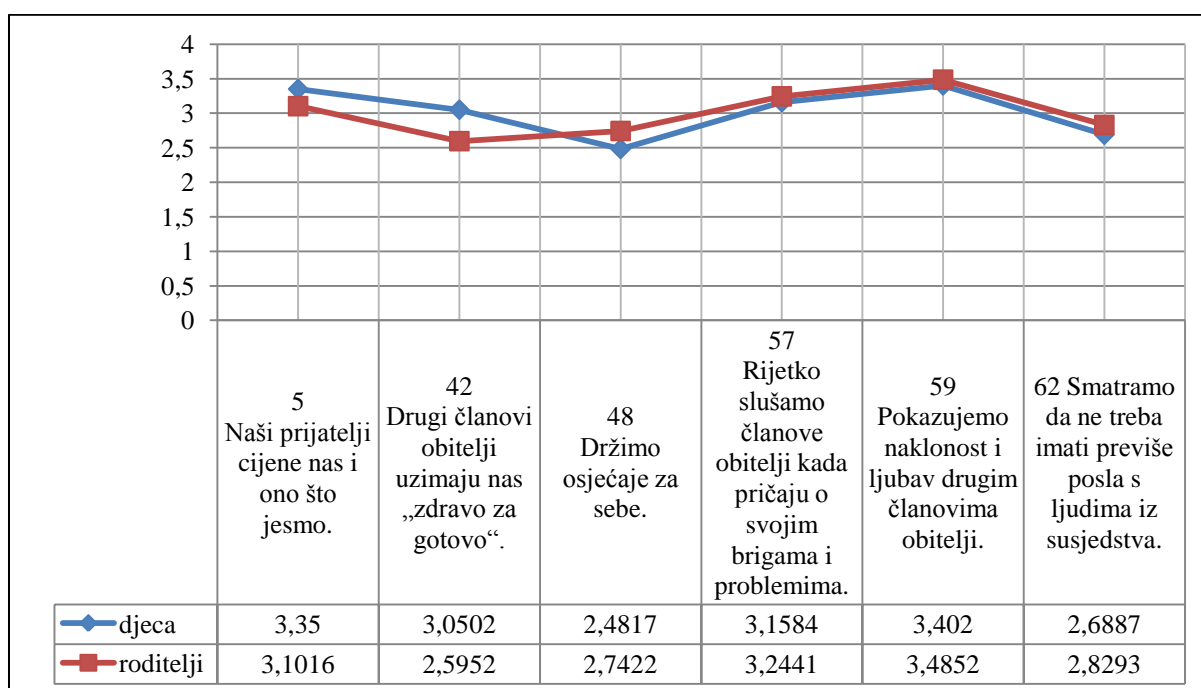 4
3,5
3
2,5
2
1,5
1
0,5
0
5
Naši prijatelji
cijene nas i
ono što
jesmo.
42
Drugi članovi
obitelji
uzimaju nas
„zdravo za
gotovo“.
48
Držimo
osjećaje za
sebe.
57
Rijetko
slušamo
članove
obitelji kada
pričaju o
svojim
brigama i
problemima.
59
Pokazujemo
naklonost i
ljubav drugim
članovima
obitelji.
62 Smatramo
da ne treba
imati previše
posla s
ljudima iz
susjedstva.
djeca 3,35 3,0502 2,4817 3,1584 3,402 2,6887
roditelji 3,1016 2,5952 2,7422 3,2441 3,4852 2,8293